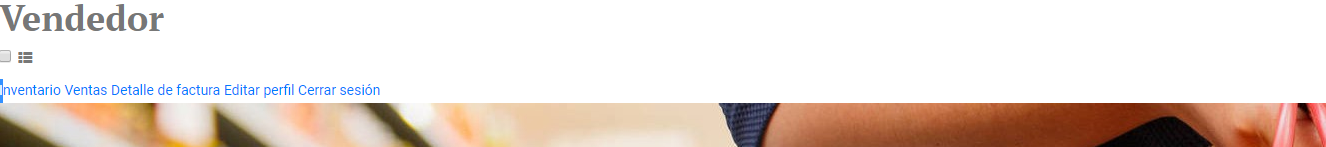 Vendedor
Inventario Ventas Detalle de factura Editar perfil Cerrar sesión